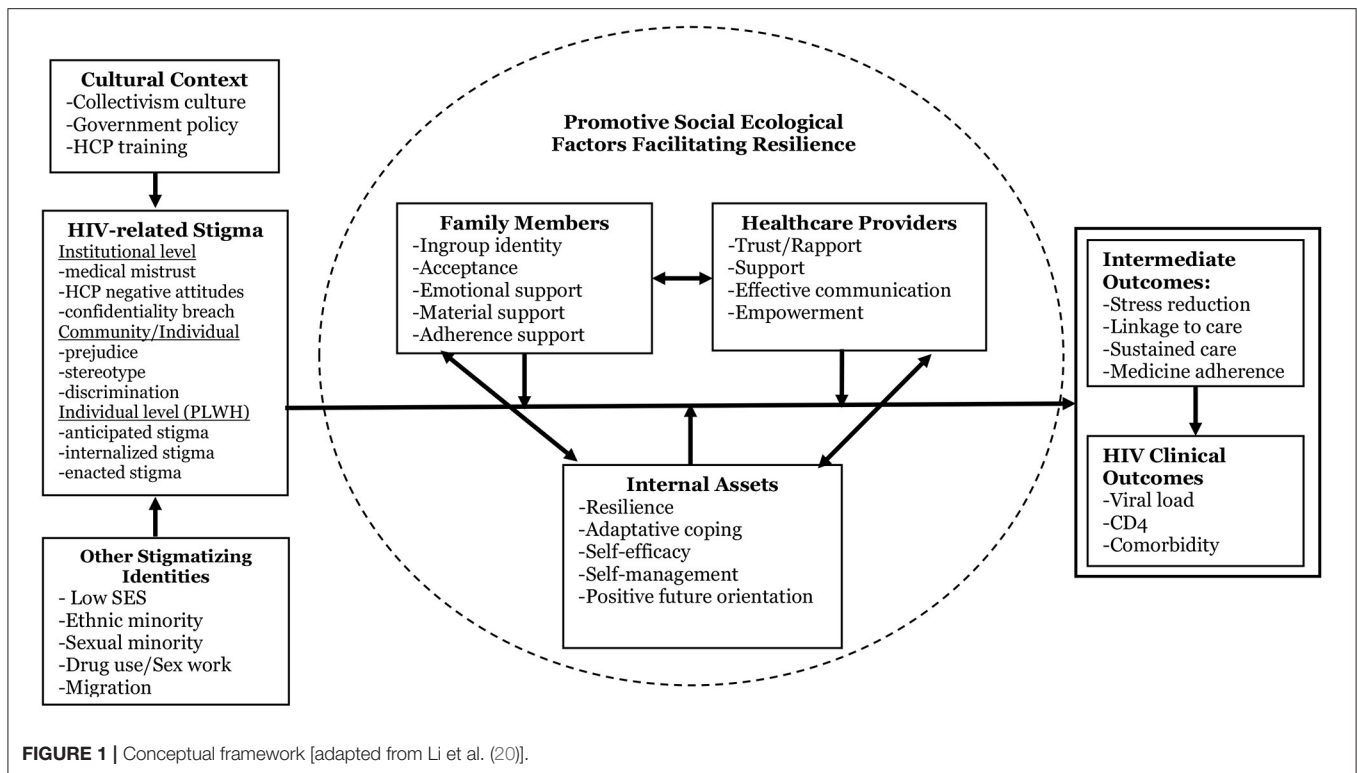 Cultural Context
-Collectivism culture
-Government policy
-HCP training
HIV-related Stigma
Institutional level
-medical mistrust
-HCP negative attitudes
-confidentiality breach
Community/Individual
-prejudice
-stereotype
-discrimination
Individual level (PLWH)
-anticipated stigma
-internalized stigma
-enacted stigma
Other Stigmatizing
Identities
- Low SES
-Ethnic minority
-Sexual minority
-Drug use/Sex work
-Migration
Promotive Social Ecological
Factors Facilitating Resilience
Family Members
-Ingroup identity
-Acceptance
-Emotional support
-Material support
-Adherence support
Healthcare Providers
-Trust/Rapport
-Support
-Effective communication
-Empowerment
Internal Assets
-Resilience
-Adaptative coping
-Self-efficacy
-Self-management
-Positive future orientation
Intermediate
Outcomes:
-Stress reduction
-Linkage to care
-Sustained care
-Medicine adherence
HIV Clinical
Outcomes
-Viral load
-CD4
-Comorbidity
FIGURE 1 | Conceptual framework [adapted from Li et al. (20)].